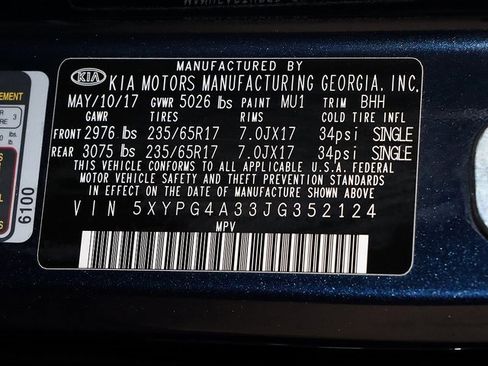 MANUFACTURED BY
KIA KIA MOTORS MANUFACTURING GEORGIA, INC.
MAY/10/17 GVWR 5026 lbs PAINT MU1 TRIM BHH
GAWR TIRES RIMS COLD TIRE INFL
FRONT 2976 lbs 235/65R17 7.0JX17 34psi SINGLE
REAR 3075 lbs 235/65R17 7.0JX17 34psi SINGLE
THIS VEHICLE CONFORMS TO ALL APPLICABLE U.S.A. FEDERAL
MOTOR VEHICLE SAFETY AND THEFT PREVENTION STANDARDS
IN EFFECT ON THE DATE OF MANUFACTURE SHOWN ABOVE
VIN 5XYPG4A33JG352124
MPV
6100
3